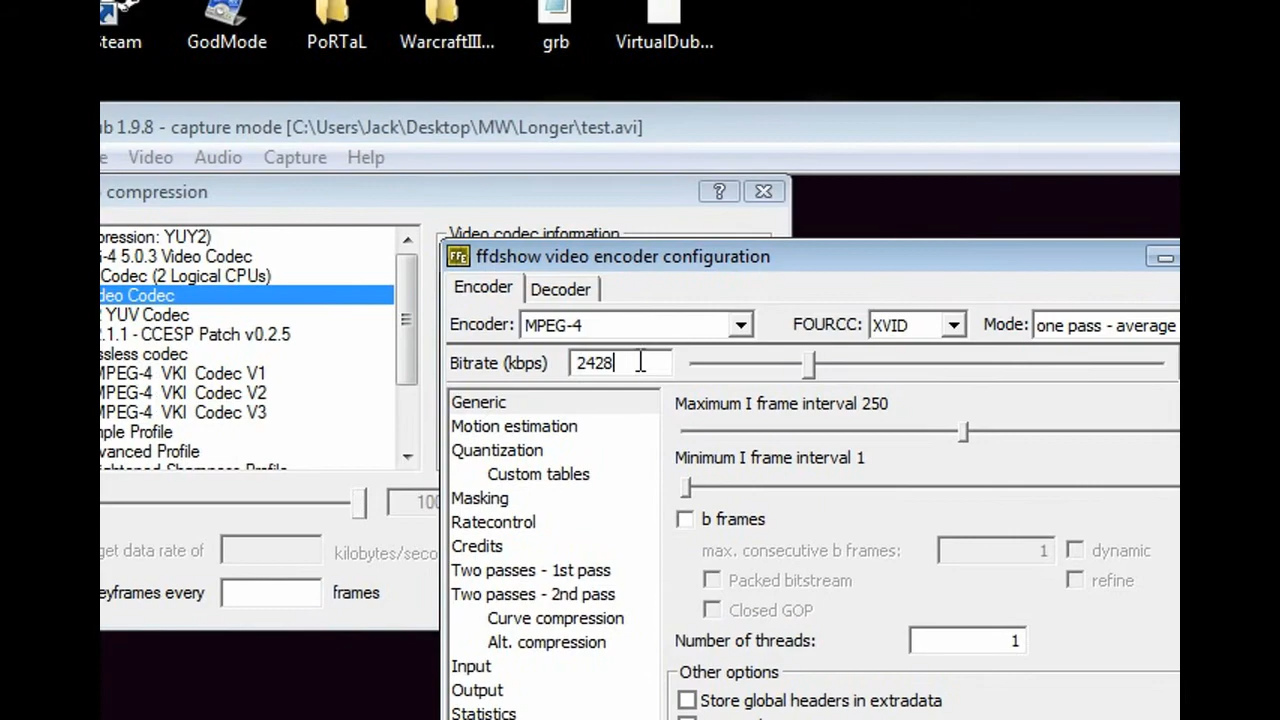 Steam GodMode PoRTaL WarcraftIII... grb VirtualDub...
1.9.8 - capture mode [C:\Users\Jack\Desktop\MW\Longer\test.avi]
Video Audio Capture Help
compression
Video codec information
ression: YUY2)
-4 5.0.3 Video Codec
Codec (2 Logical CPUs)
deo Codec
YUV Codec
.1.1 - CCESP Patch v0.2.5
ssless codec
MPEG-4 VKI Codec V1
MPEG-4 VKI Codec V2
MPEG-4 VKI Codec V3
mple Profile
dvanced Profile
100
get data rate of kilobytes/seco
eyframes every frames
ffdshow video encoder configuration
Encoder Decoder
Encoder: MPEG-4 FOURCC: XVID Mode: one pass - average
Bitrate (kbps) 2428
Generic
Motion estimation
Quantization
Custom tables
Masking
Ratecontrol
Credits
Two passes - 1st pass
Two passes - 2nd pass
Curve compression
Alt. compression
Input
Output
Statistics
Maximum I frame interval 250
Minimum I frame interval 1
b frames
max. consecutive b frames: 1 dynamic
Packed bitstream refine
Closed GOP
Number of threads: 1
Other options
Store global headers in extradata